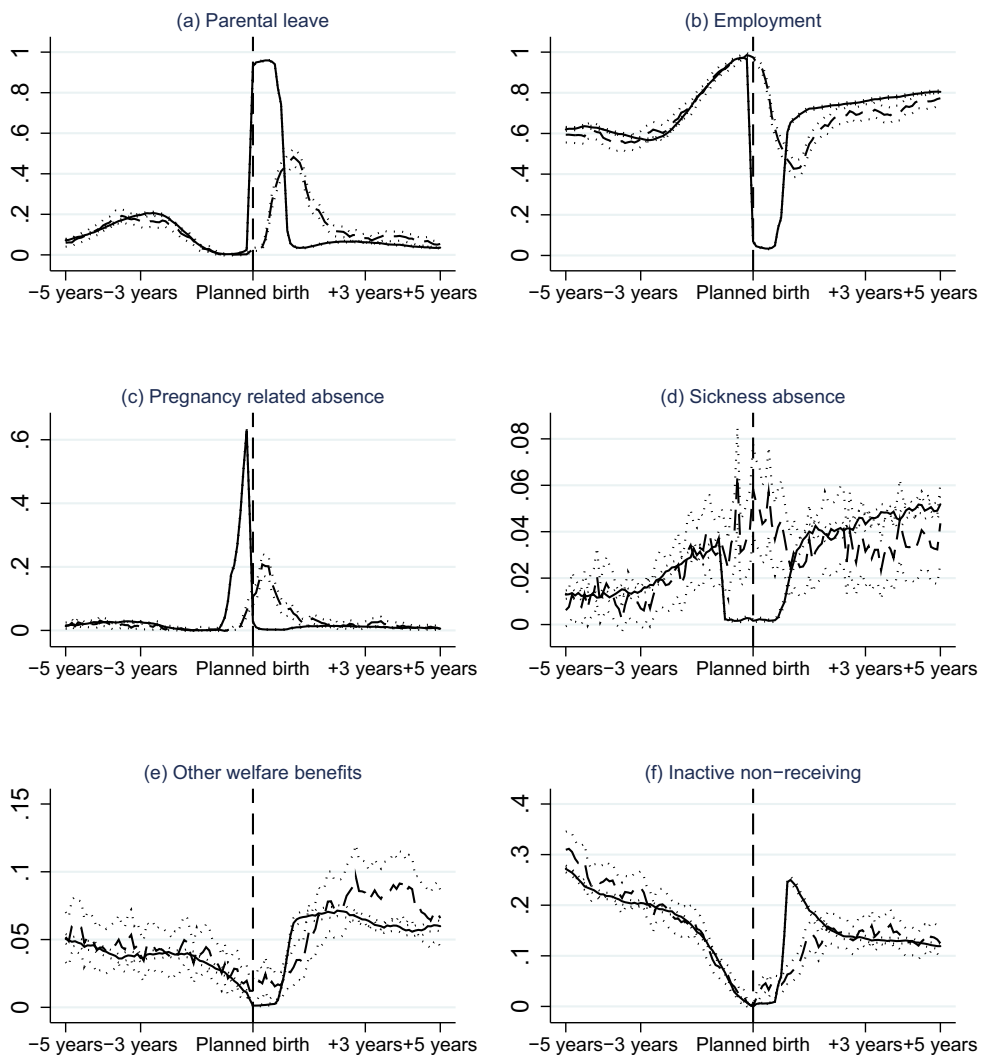 (a) Parental leave
1
.8
.6
.4
.2
0
−5 years−3 years Planned birth +3 years+5 years
(b) Employment
1
.8
.6
.4
.2
0
−5 years−3 years Planned birth +3 years+5 years
(c) Pregnancy related absence
.6
.4
.2
0
−5 years−3 years Planned birth +3 years+5 years
(d) Sickness absence
.08
.06
.04
.02
0
−5 years−3 years Planned birth +3 years+5 years
(e) Other welfare benefits
.15
.1
.05
0
−5 years−3 years Planned birth +3 years+5 years
(f) Inactive non−receiving
.4
.3
.2
.1
0
−5 years−3 years Planned birth +3 years+5 years